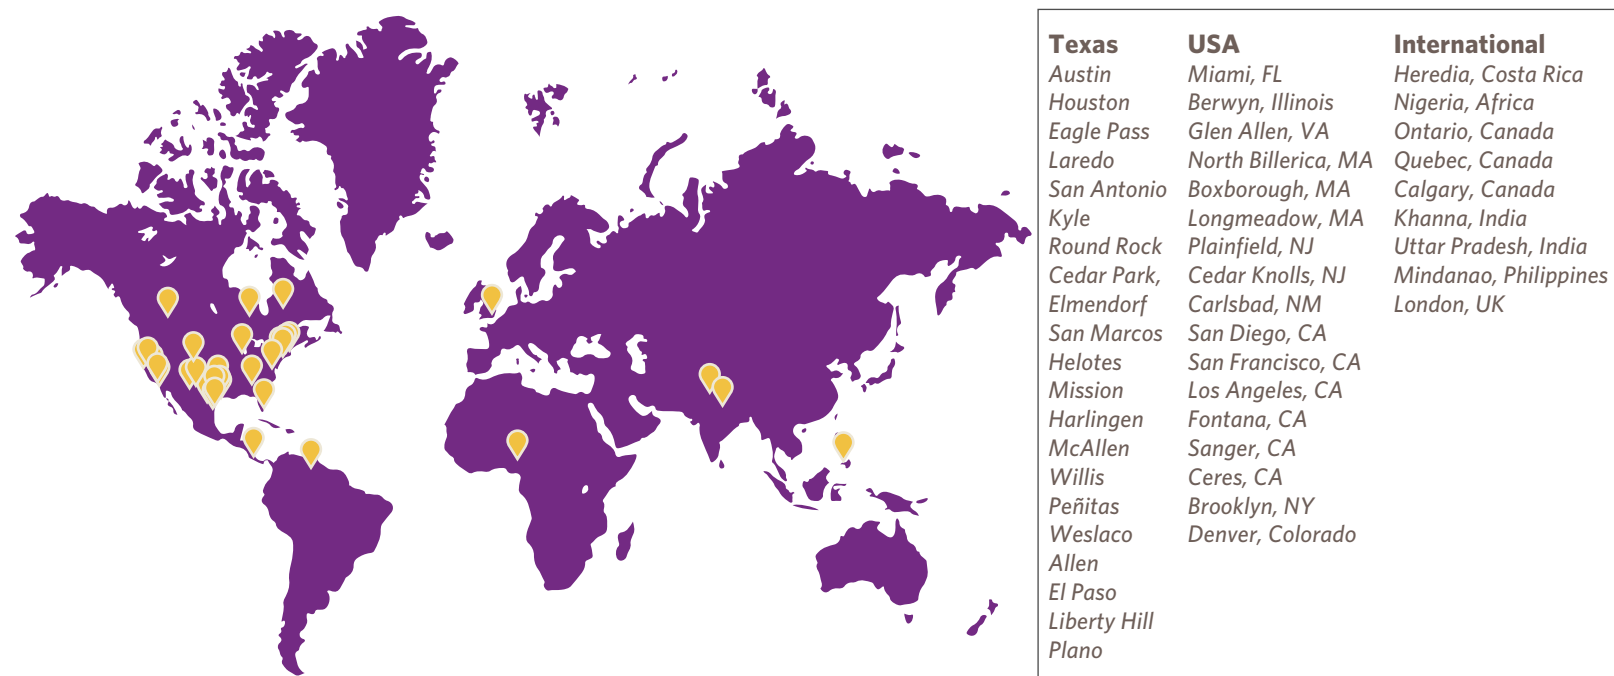 Texas
Austin
Houston
Eagle Pass
Laredo
San Antonio
Kyle
Round Rock
Cedar Park,
Elmendorf
San Marcos
Helotes
Mission
Harlingen
McAllen
Willis
Peñitas
Weslaco
Allen
El Paso
Liberty Hill
Plano
USA
Miami, FL
Berwyn, Illinois
Glen Allen, VA
North Billerica, MA
Boxborough, MA
Longmeadow, MA
Plainfield, NJ
Cedar Knolls, NJ
Carlsbad, NM
San Diego, CA
San Francisco, CA
Los Angeles, CA
Fontana, CA
Sanger, CA
Ceres, CA
Brooklyn, NY
Denver, Colorado
International
Heredia, Costa Rica
Nigeria, Africa
Ontario, Canada
Quebec, Canada
Calgary, Canada
Khanna, India
Uttar Pradesh, India
Mindanao, Philippines
London, UK